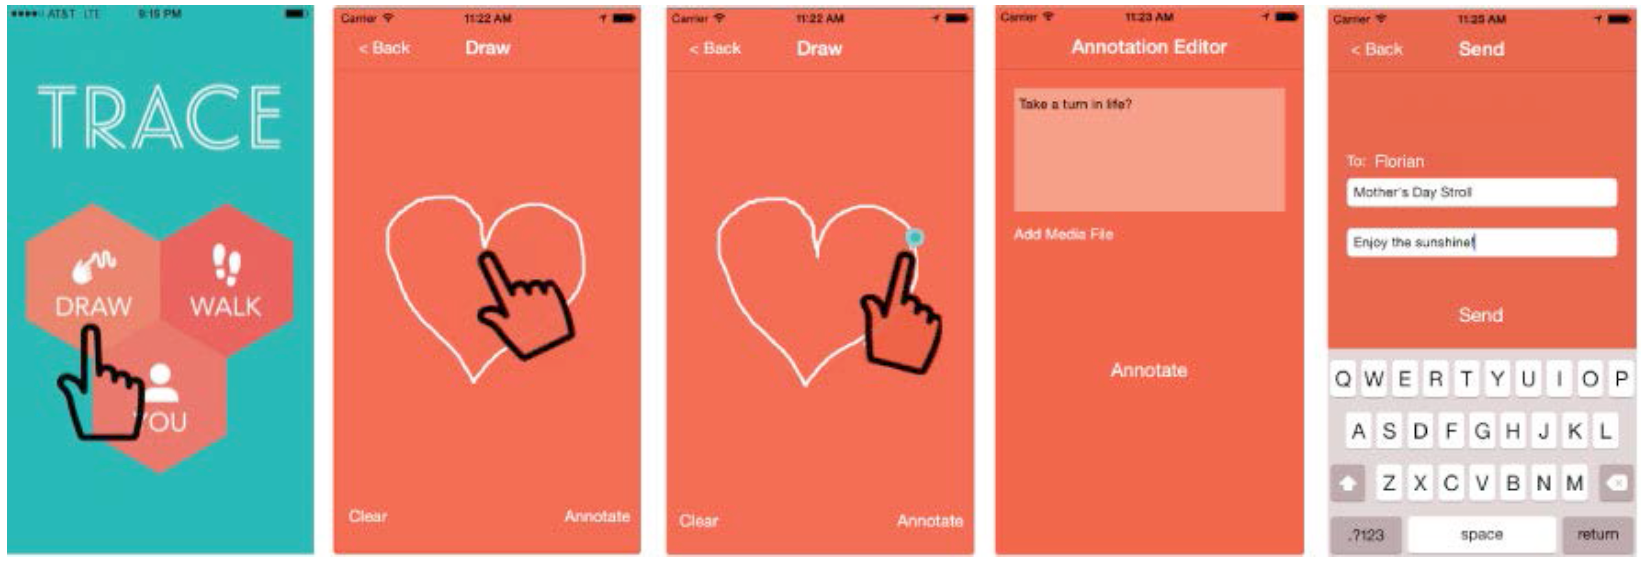 AT&T LTE 9:15 PM
TRACE
DRAW
WALK
YOU
Carrier 11:22 AM
< Back Draw
Clear Annotate
Carrier 11:22 AM
< Back Draw
Clear Annotate
Carrier 11:23 AM
Annotation Editor
Take a turn in life?
Add Media File
Annotate
Carrier 11:25 AM
< Back Send
To: Florian
Mother's Day Stroll
Enjoy the sunshine!
Send
Q W E R T Y U I O P
A S D F G H J K L
Z X C V B N M
.?123 space return